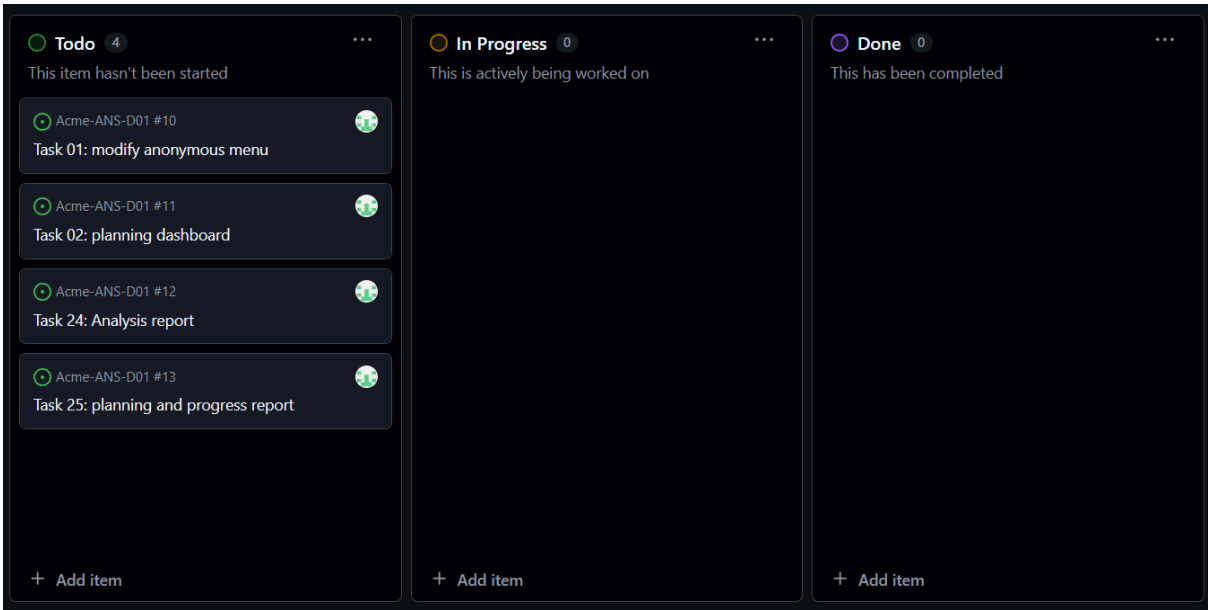 Todo 4
This item hasn't been started
Acme-ANS-D01 #10
Task 01: modify anonymous menu
Acme-ANS-D01 #11
Task 02: planning dashboard
Acme-ANS-D01 #12
Task 24: Analysis report
Acme-ANS-D01 #13
Task 25: planning and progress report
+ Add item
In Progress 0
This is actively being worked on
+ Add item
Done 0
This has been completed
+ Add item